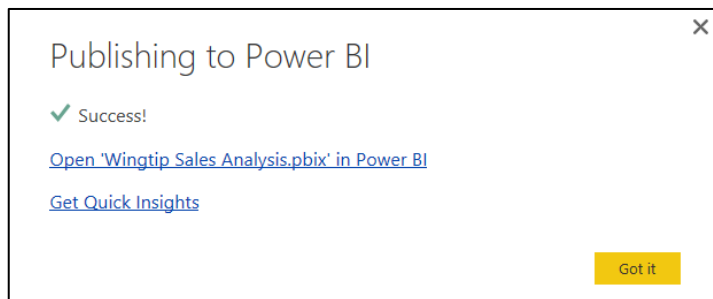 Publishing to Power BI
Success!
Open 'Wingtip Sales Analysis.pbix' in Power BI
Get Quick Insights
Got it